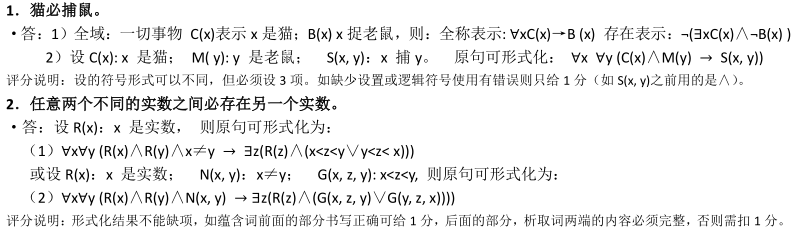 1．猫必捕鼠。
•答：1）全域：一切事物 C(x)表示 x 是猫；B(x) x 捉老鼠，则：全称表示: ∀xC(x)→B (x) 存在表示：¬(∃xC(x)∧¬B(x) )
2）设 C(x): x 是猫； M( y): y 是老鼠； S(x, y)：x 捕 y。 原句可形式化： ∀x ∀y (C(x)∧M(y) → S(x, y))
评分说明：设的符号形式可以不同，但必须设 3 项。如缺少设置或逻辑符号使用有错误则只给 1 分（如 S(x, y)之前用的是∧）。
2．任意两个不同的实数之间必存在另一个实数。
•答：设 R(x)：x 是实数， 则原句可形式化为：
（1）∀x∀y (R(x)∧R(y)∧x≠y → ∃z(R(z)∧(x<z<y∨y<z< x)))
或设 R(x)：x 是实数； N(x, y)：x≠y； G(x, z, y): x<z<y, 则原句可形式化为：
（2）∀x∀y (R(x)∧R(y)∧N(x, y) → ∃z(R(z)∧(G(x, z, y)∨G(y, z, x))))
评分说明：形式化结果不能缺项，如蕴含词前面的部分书写正确可给 1 分，后面的部分，析取词两端的内容必须完整，否则需扣 1 分。